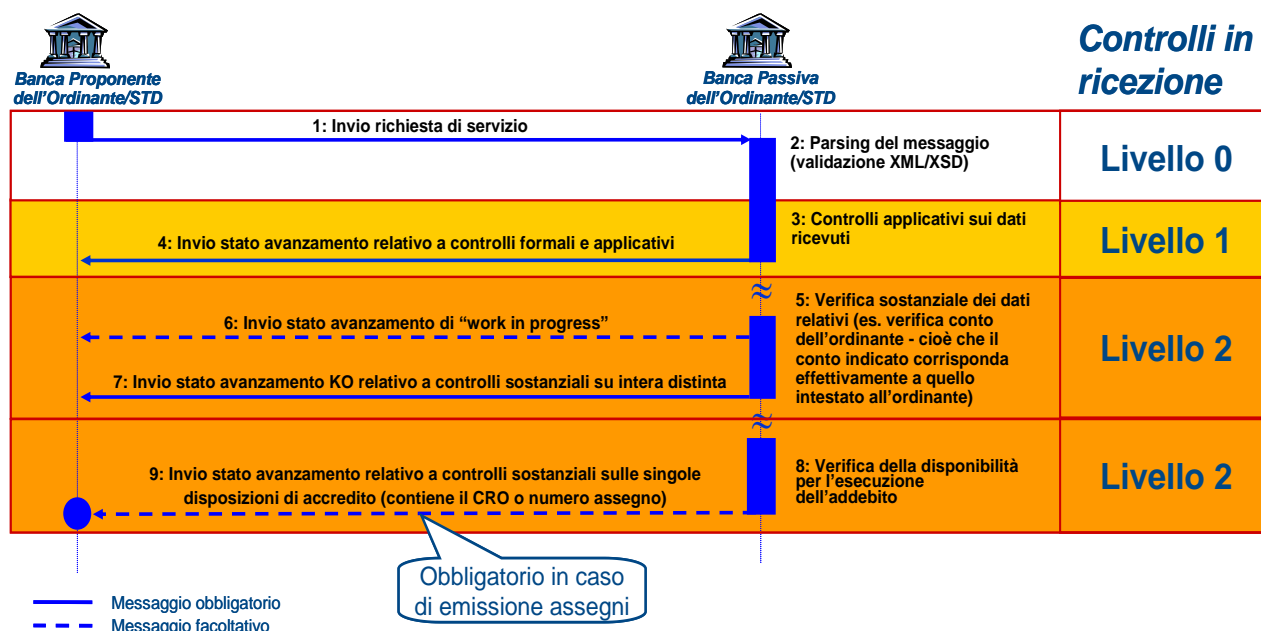 Banca Proponente
dell'Ordinante/STD
Banca Passiva
dell'Ordinante/STD
Controlli in
ricezione
1: Invio richiesta di servizio
2: Parsing del messaggio
(validazione XML/XSD)
Livello 0
3: Controlli applicativi sui dati
ricevuti
4: Invio stato avanzamento relativo a controlli formali e applicativi
Livello 1
5: Verifica sostanziale dei dati
relativi (es. verifica conto
dell'ordinante - cioè che il
conto indicato corrisponda
effettivamente a quello
intestato all'ordinante)
6: Invio stato avanzamento di “work in progress”
7: Invio stato avanzamento KO relativo a controlli sostanziali su intera distinta
Livello 2
8: Verifica della disponibilità
per l'esecuzione
dell'addebito
9: Invio stato avanzamento relativo a controlli sostanziali sulle singole
disposizioni di accredito (contiene il CRO o numero assegno)
Livello 2
Obbligatorio in caso
di emissione assegni
Messaggio obbligatorio
Messaggio facoltativo